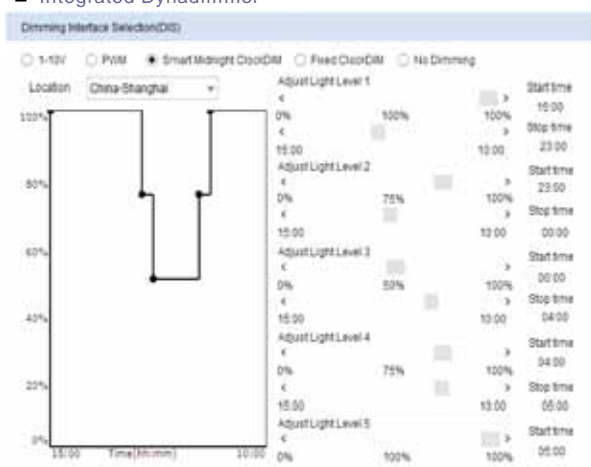 ■ Integrated Dynadimmer
Dimming Interface Selection(DIS)
1-10V PWM Smart Midnight ClockDIM Fixed ClockDIM No Dimming
Location China-Shanghai
100%
80%
60%
40%
20%
0%
15:00 Time(hh:mm) 10:00
Adjust Light Level 1
< >
0% 100% 100%
< >
15:00 10:00
Start time
15:00
Stop time
23:00
Adjust Light Level 2
< >
0% 75% 100%
< >
15:00 10:00
Start time
23:00
Stop time
00:00
Adjust Light Level 3
< >
0% 50% 100%
< >
15:00 10:00
Start time
00:00
Stop time
04:00
Adjust Light Level 4
< >
0% 75% 100%
< >
15:00 10:00
Start time
04:00
Stop time
05:00
Adjust Light Level 5
< >
0% 100% 100%
Start time
05:00